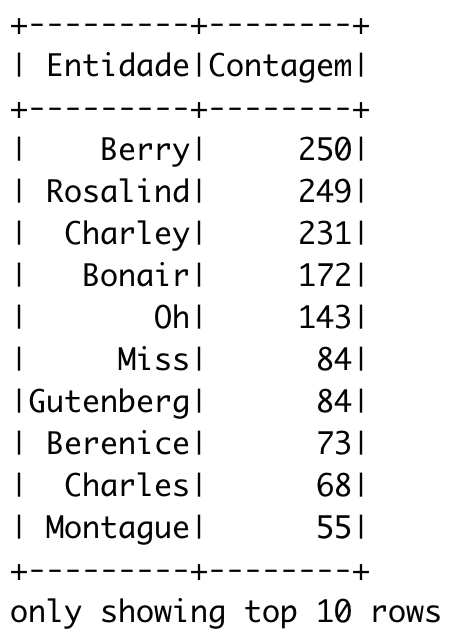 +---------+--------+
| Entidade|Contagem|
+---------+--------+
|    Berry|     250|
| Rosalind|     249|
|  Charley|     231|
|   Bonair|     172|
|       Oh|     143|
|     Miss|      84|
|Gutenberg|      84|
| Berenice|      73|
|  Charles|      68|
| Montague|      55|
+---------+--------+
only showing top 10 rows